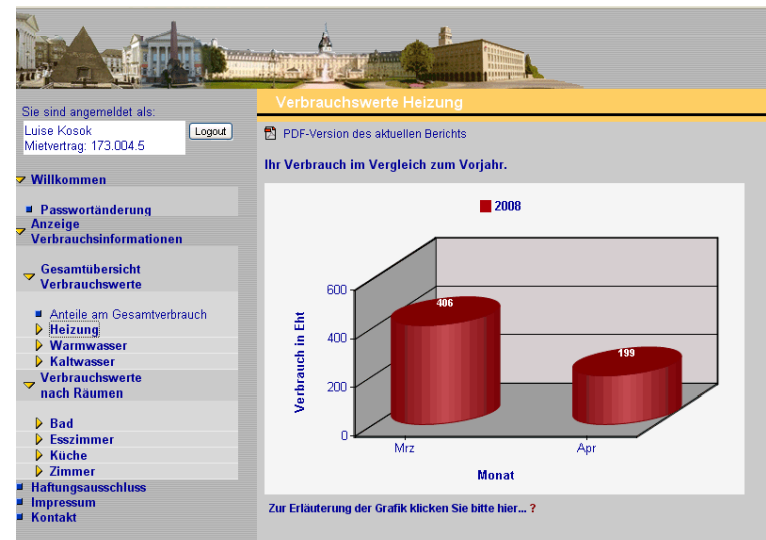 Verbrauchswerte Heizung
Sie sind angemeldet als:
Luise Kosok
Mietvertrag: 173.004.5
Logout
Willkommen
Passwortänderung
Anzeige
Verbrauchsinformationen
Gesamtübersicht
Verbrauchswerte
Anteile am Gesamtverbrauch
Heizung
Warmwasser
Kaltwasser
Verbrauchswerte
nach Räumen
Bad
Esszimmer
Küche
Zimmer
Haftungsausschluss
Impressum
Kontakt
PDF-Version des aktuellen Berichts
Ihr Verbrauch im Vergleich zum Vorjahr.
2008
Verbrauch in Eht
600
400
200
0
406
199
Mrz
Apr
Monat
Zur Erläuterung der Grafik klicken Sie bitte hier... ?